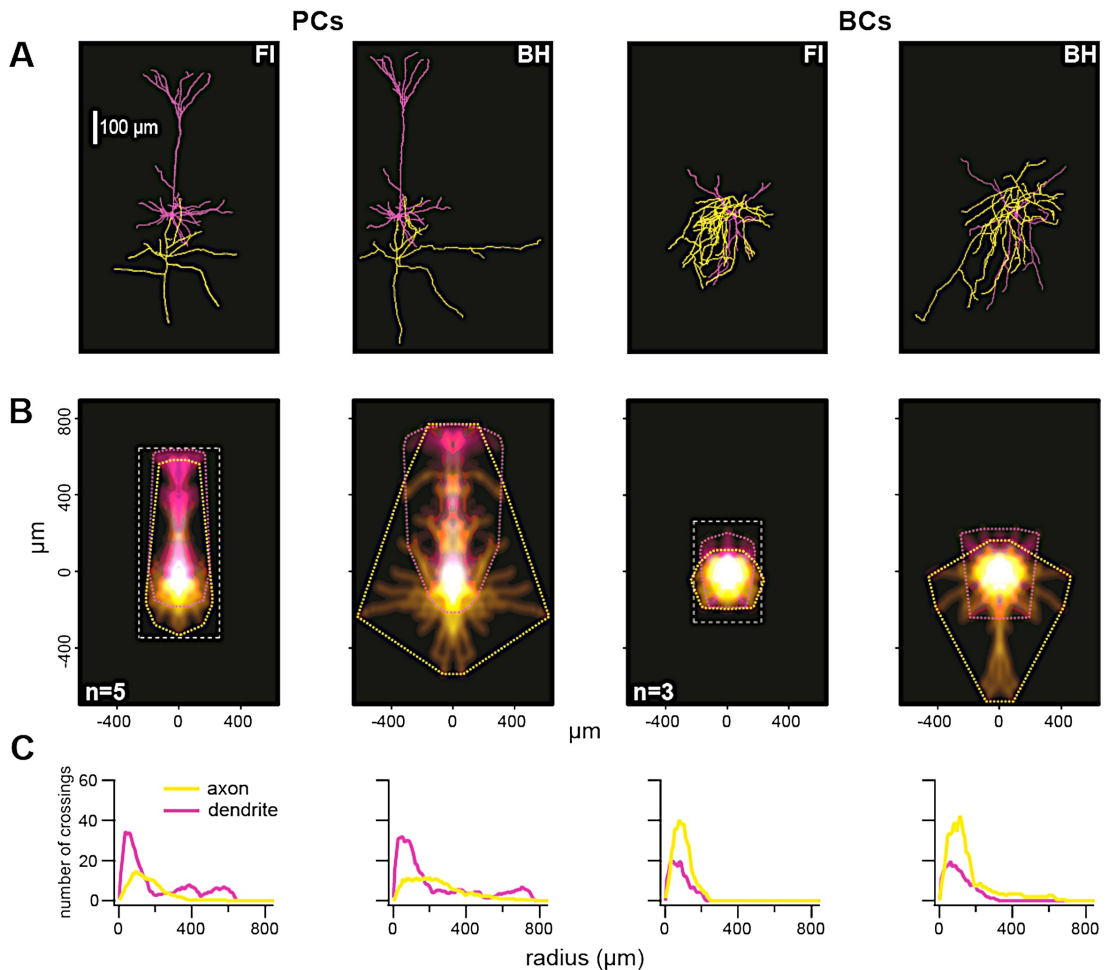 PCs BCs
A FI BH FI BH
100 µm
B
800
400
0
-400
µm
n=5 n=3
-400 0 400 -400 0 400 -400 0 400 -400 0 400
µm
C
number of crossings
60
40
20
0
axon
dendrite
0 400 800 0 400 800 0 400 800 0 400 800
radius (µm)